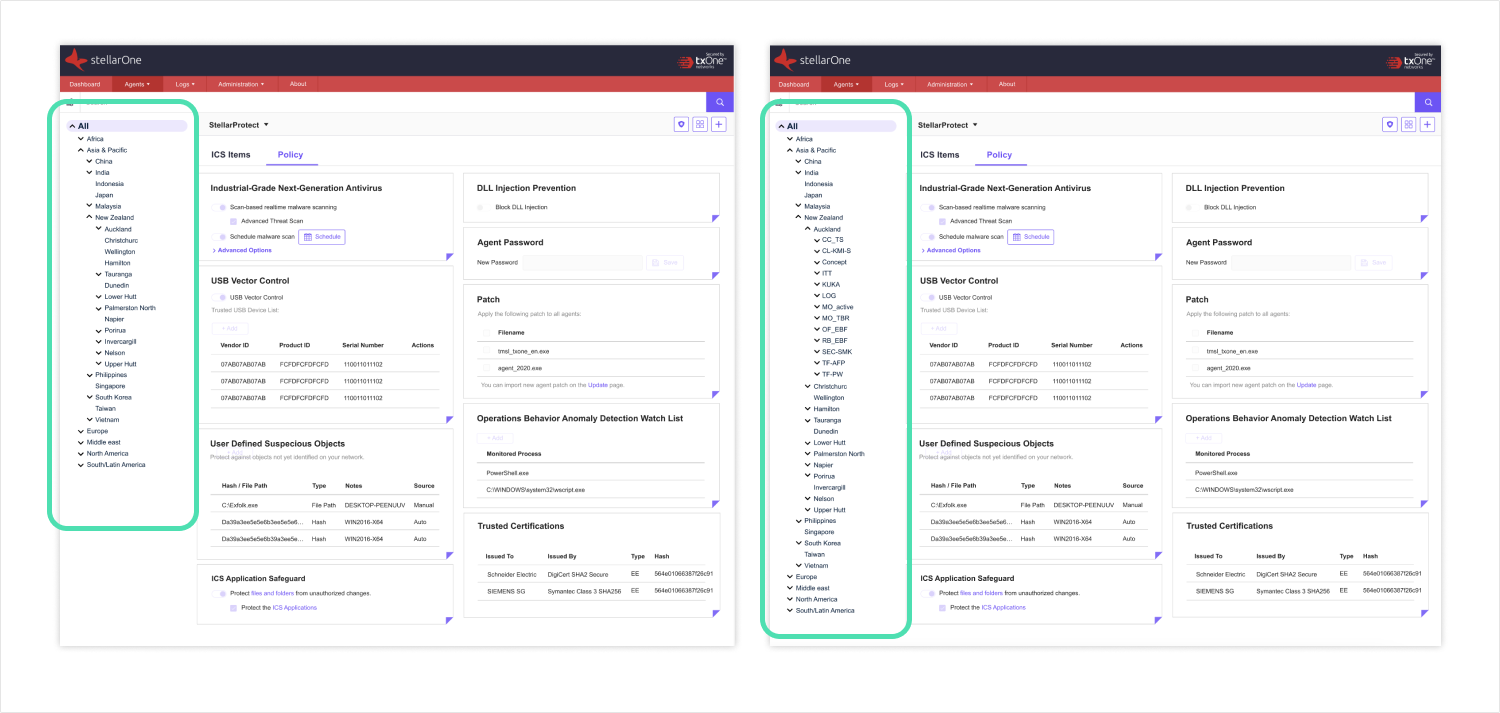 stellarOne
Secured by
txOne
networks
Dashboard
Agents
Logs
Administration
About
All
Africa
Asia & Pacific
China
India
Indonesia
Japan
Malaysia
New Zealand
Auckland
Christchurc
Wellington
Hamilton
Tauranga
Dunedin
Lower Hutt
Palmerston North
Napier
Porirua
Invercargill
Nelson
Upper Hutt
Philippines
Singapore
South Korea
Taiwan
Vietnam
Europe
Middle east
North America
South/Latin America
StellarProtect
ICS Items
Policy
Industrial-Grade Next-Generation Antivirus
Scan-based realtime malware scanning
Advanced Threat Scan
Schedule malware scan
Schedule
Advanced Options
USB Vector Control
USB Vector Control
Trusted USB Device List:
+ Add
Vendor ID Product ID Serial Number Actions
07AB07AB07AB FCFDFCFDFCFD 110011011102
07AB07AB07AB FCFDFCFDFCFD 110011011102
07AB07AB07AB FCFDFCFDFCFD 110011011102
User Defined Suspecious Objects
+ Add
Protect against objects not yet identified on your network.
Hash / File Path Type Notes Source
C:\Exfolk.exe File Path DESKTOP-PEENUUV Manual
Da39a3ee5e5e6b3ee5e5e6... Hash WIN2016-X64 Auto
Da39a3ee5e5e6b39a3ee5e... Hash WIN2016-X64 Auto
ICS Application Safeguard
Protect files and folders from unauthorized changes.
Protect the ICS Applications
DLL Injection Prevention
Block DLL Injection
Agent Password
New Password
Save
Patch
Apply the following patch to all agents:
Filename
tmsl_txone_en.exe
agent_2020.exe
You can import new agent patch on the Update page.
Operations Behavior Anomaly Detection Watch List
+ Add
Monitored Process
PowerShell.exe
C:\WINDOWS\system32\wscript.exe
Trusted Certifications
Issued To Issued By Type Hash
Schneider Electric DigiCert SHA2 Secure EE 564e01066387f26c91
SIEMENS SG Symantec Class 3 SHA256 EE 564e01066387f26c91
stellarOne
Secured by
txOne
networks
Dashboard
Agents
Logs
Administration
About
All
Africa
Asia & Pacific
China
India
Indonesia
Japan
Malaysia
New Zealand
Auckland
CC_TS
CL-KMI-S
Concept
ITT
KUKA
LOG
MO_active
MO_TBR
OF_EBF
RB_EBF
SEC-SMK
TF-AFP
TF-PW
Christchurc
Wellington
Hamilton
Tauranga
Dunedin
Lower Hutt
Palmerston North
Napier
Porirua
Invercargill
Nelson
Upper Hutt
Philippines
Singapore
South Korea
Taiwan
Vietnam
Europe
Middle east
North America
South/Latin America
StellarProtect
ICS Items
Policy
Industrial-Grade Next-Generation Antivirus
Scan-based realtime malware scanning
Advanced Threat Scan
Schedule malware scan
Schedule
Advanced Options
USB Vector Control
USB Vector Control
Trusted USB Device List:
+ Add
Vendor ID Product ID Serial Number Actions
07AB07AB07AB FCFDFCFDFCFD 110011011102
07AB07AB07AB FCFDFCFDFCFD 110011011102
07AB07AB07AB FCFDFCFDFCFD 110011011102
User Defined Suspecious Objects
+ Add
Protect against objects not yet identified on your network.
Hash / File Path Type Notes Source
C:\Exfolk.exe File Path DESKTOP-PEENUUV Manual
Da39a3ee5e5e6b3ee5e5e6... Hash WIN2016-X64 Auto
Da39a3ee5e5e6b39a3ee5e... Hash WIN2016-X64 Auto
ICS Application Safeguard
Protect files and folders from unauthorized changes.
Protect the ICS Applications
DLL Injection Prevention
Block DLL Injection
Agent Password
New Password
Save
Patch
Apply the following patch to all agents:
Filename
tmsl_txone_en.exe
agent_2020.exe
You can import new agent patch on the Update page.
Operations Behavior Anomaly Detection Watch List
+ Add
Monitored Process
PowerShell.exe
C:\WINDOWS\system32\wscript.exe
Trusted Certifications
Issued To Issued By Type Hash
Schneider Electric DigiCert SHA2 Secure EE 564e01066387f26c91
SIEMENS SG Symantec Class 3 SHA256 EE 564e01066387f26c91